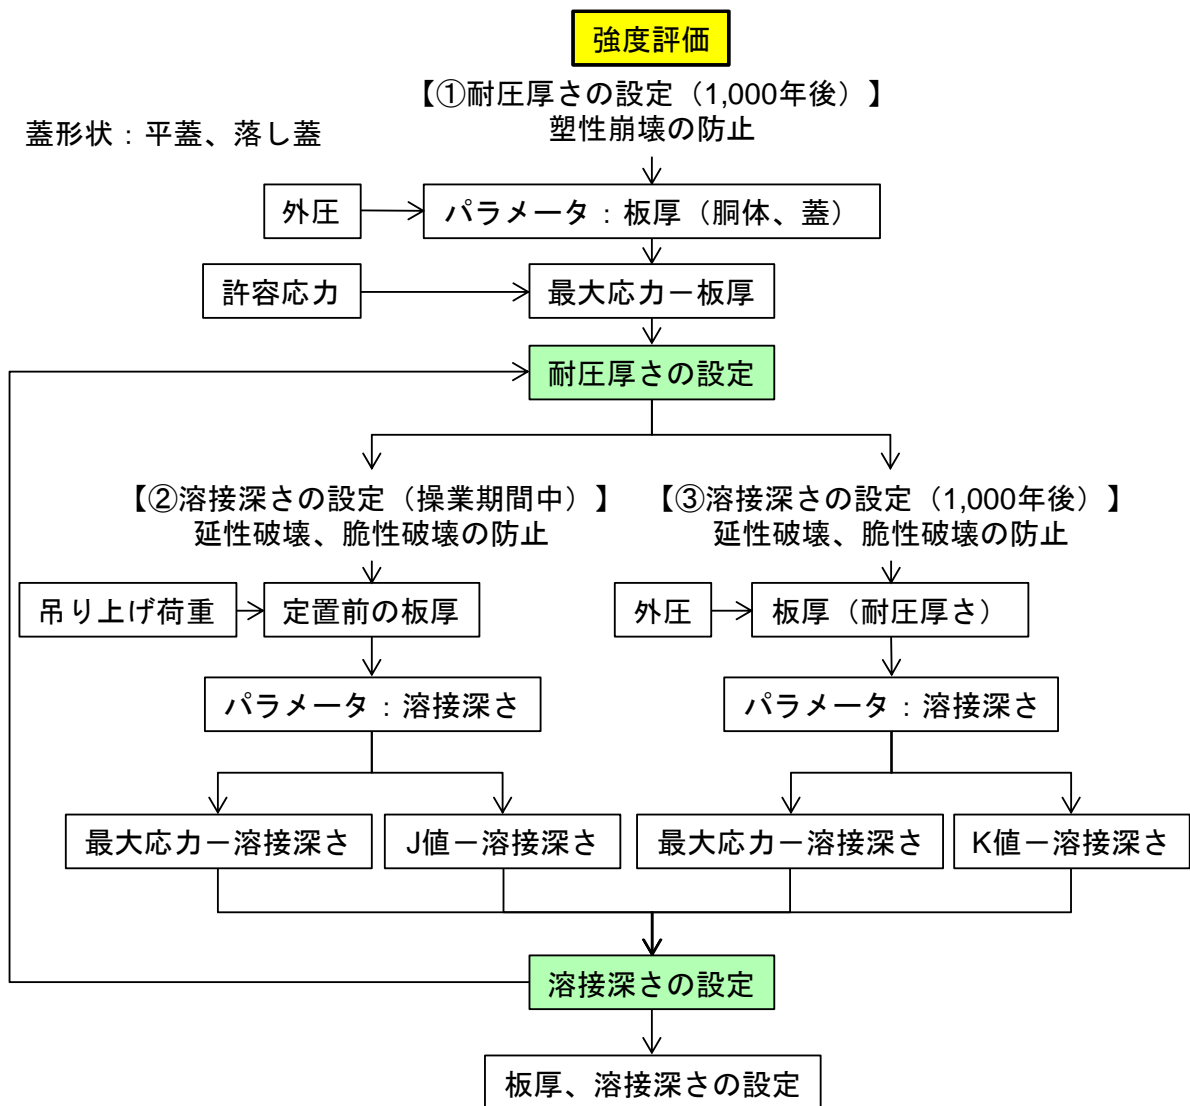 強度評価
【①耐圧厚さの設定（1,000年後）】
塑性崩壊の防止
蓋形状：平蓋、落し蓋
外圧
パラメータ：板厚（胴体、蓋）
許容応力
最大応力－板厚
耐圧厚さの設定
【②溶接深さの設定（操業期間中）】
延性破壊、脆性破壊の防止
【③溶接深さの設定（1,000年後）】
延性破壊、脆性破壊の防止
吊り上げ荷重
定置前の板厚
外圧
板厚（耐圧厚さ）
パラメータ：溶接深さ
パラメータ：溶接深さ
最大応力－溶接深さ
J値－溶接深さ
最大応力－溶接深さ
K値－溶接深さ
溶接深さの設定
板厚、溶接深さの設定